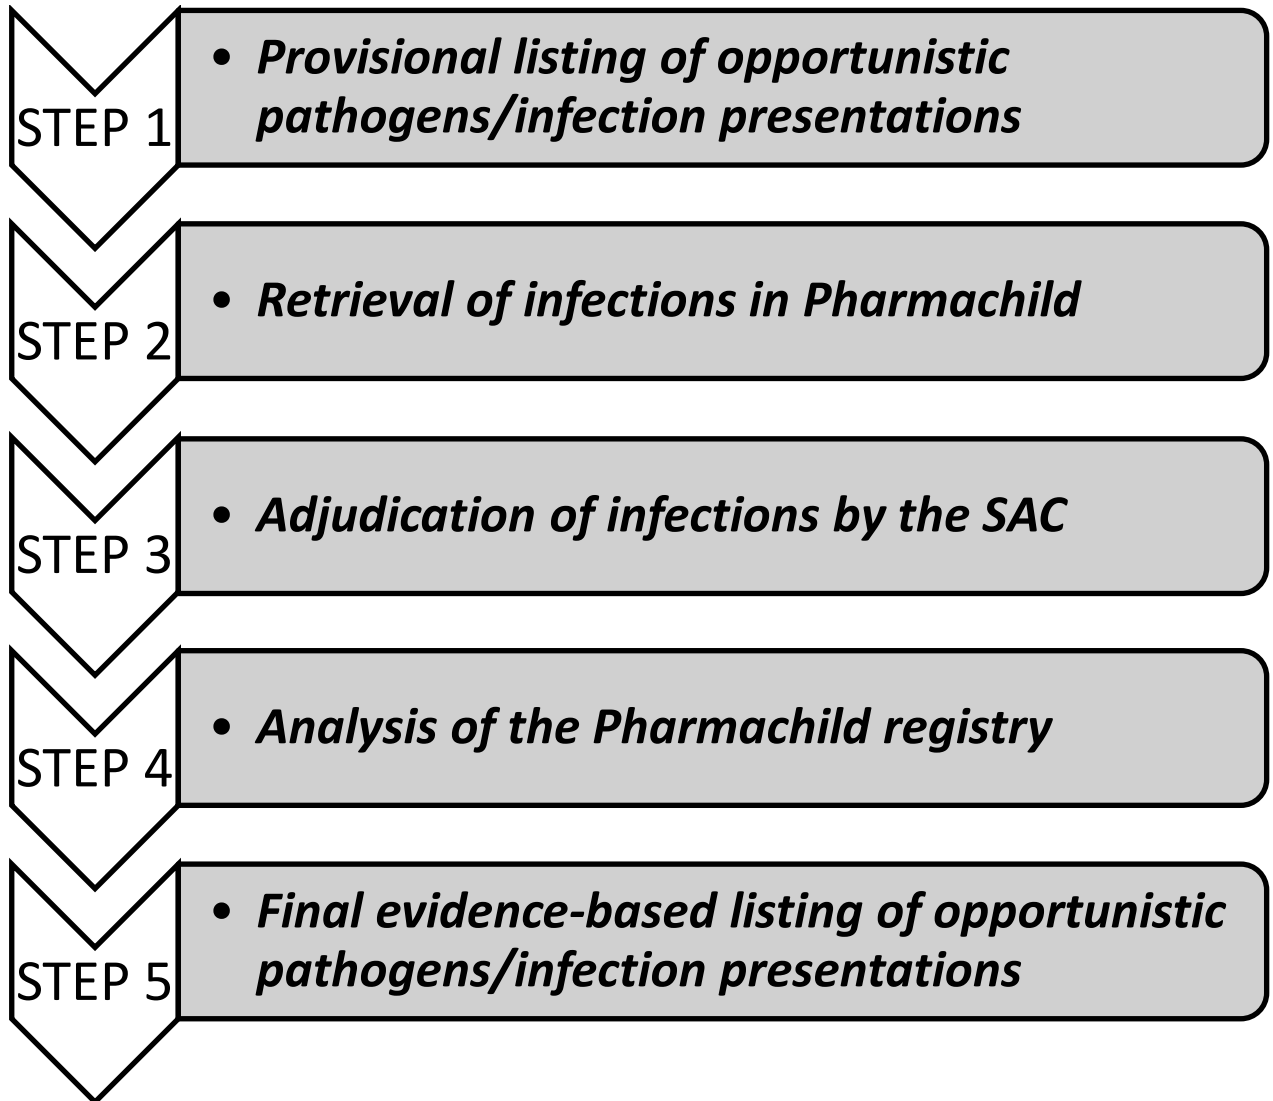 STEP 1
• Provisional listing of opportunistic
pathogens/infection presentations
STEP 2
• Retrieval of infections in Pharmachild
STEP 3
• Adjudication of infections by the SAC
STEP 4
• Analysis of the Pharmachild registry
STEP 5
• Final evidence-based listing of opportunistic
pathogens/infection presentations